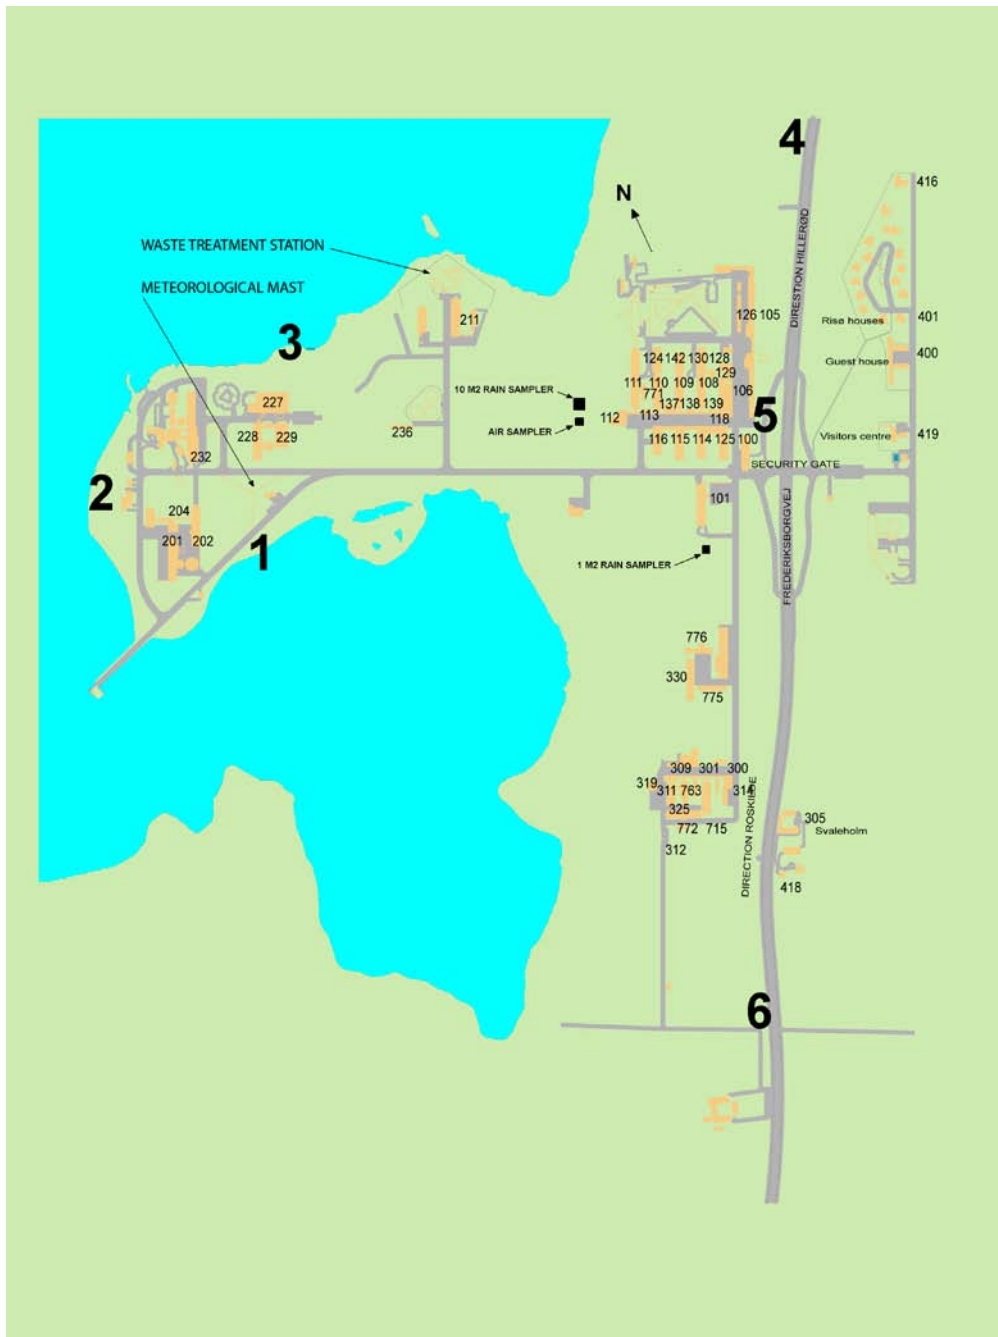 4
416
N
DIRESTION HILLERØD
WASTE TREATMENT STATION
METEOROLOGICAL MAST
211
126 105
401
Risø houses
3
124 142 130 128
400
Guest house
129
111 110 109 108
106
771
10 M2 RAIN SAMPLER
227
137 138 139
5
112
113
118
AIR SAMPLER
236
228
229
116 115 114 125 100
Visitors centre
419
232
SECURITY GATE
2
101
204
201
202
1
1 M2 RAIN SAMPLER
FREDERIKSBORGVEJ
776
330
775
309 301 300
319
311 763
314
325
772 715
312
DIRECTION ROSKILDE
305
Svaleholm
418
6